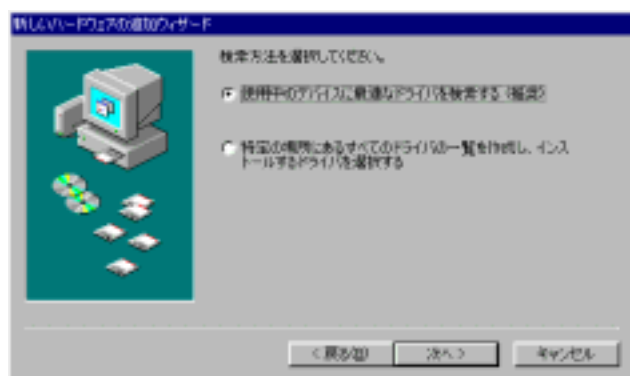 新しいハードウェアの追加ウィザード
検索方法を選択してください。
使用中のデバイスに最適なドライバを検索する (推奨)
特定の場所にあるすべてのドライバの一覧を作成し、インス
トールするドライバを選択する
< 戻る(B)
次へ >
キャンセル